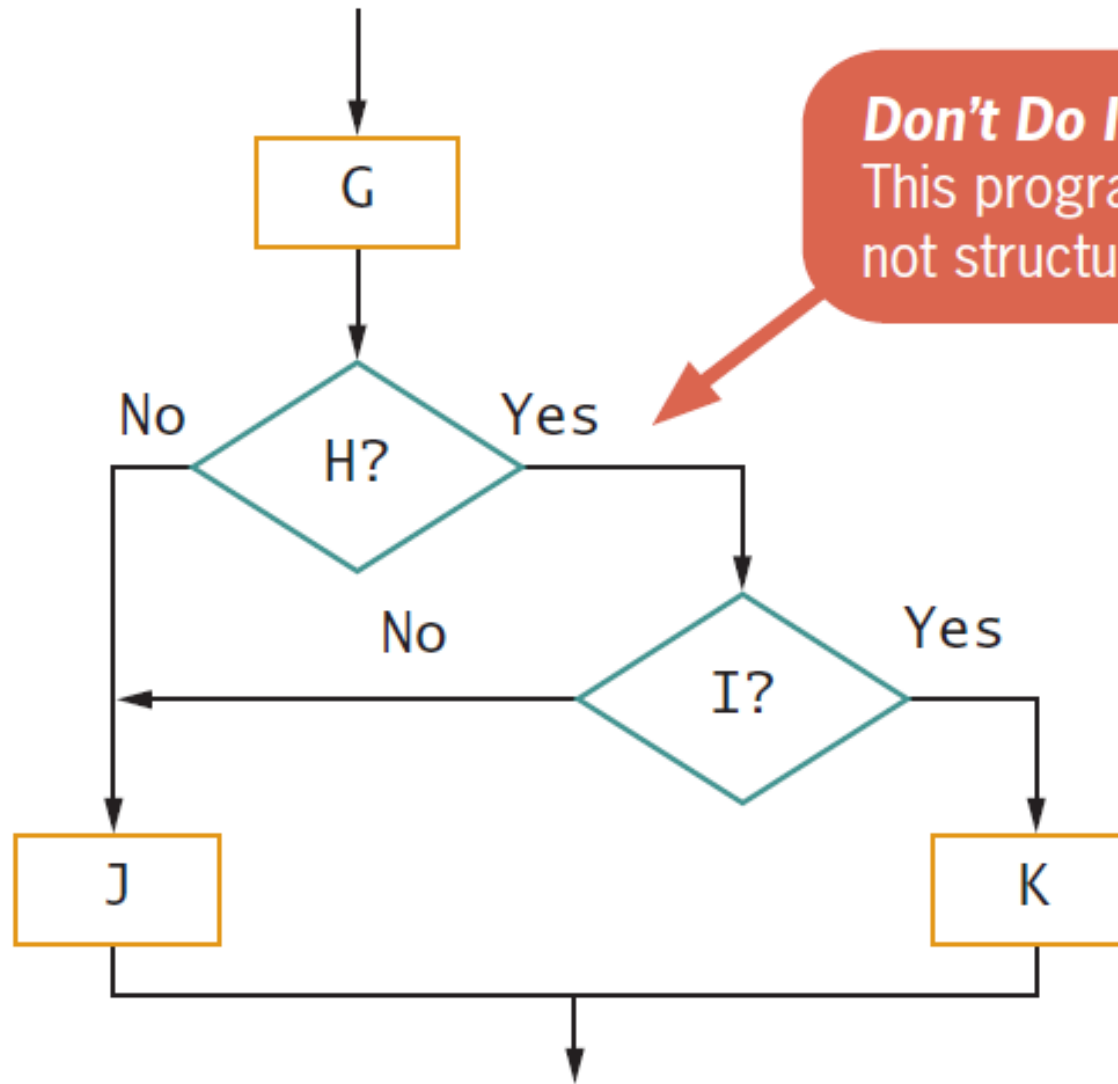 G
Don't Do I
This progra
not structu
No
Yes
H?
No
Yes
I?
J
K